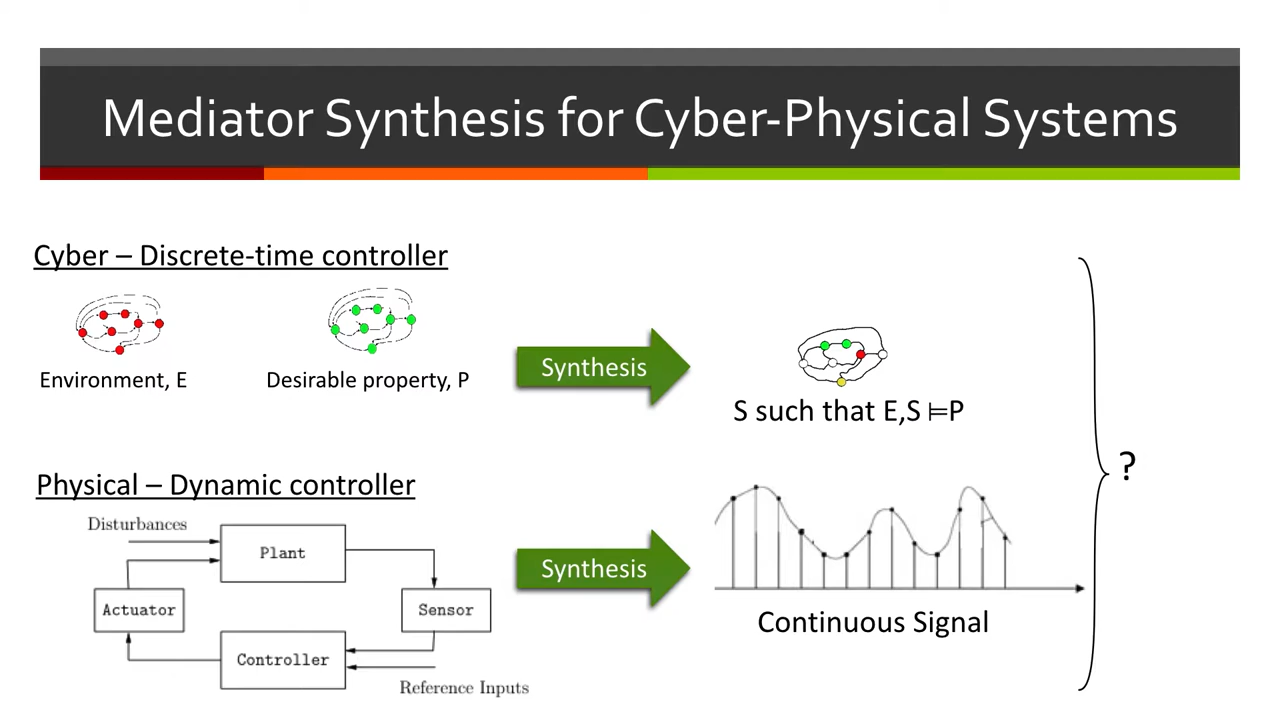 Mediator Synthesis for Cyber-Physical Systems
Cyber – Discrete-time controller
Environment, E
Desirable property, P
Synthesis
S such that E,S ⊨P
?
Physical – Dynamic controller
Disturbances
Plant
Actuator
Sensor
Controller
Reference Inputs
Synthesis
Continuous Signal